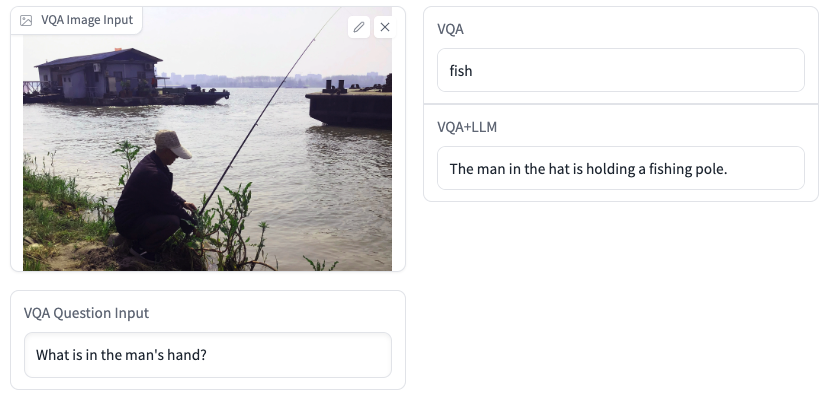 VQA Image Input
VQA Question Input
What is in the man's hand?
VQA
fish
VQA+LLM
The man in the hat is holding a fishing pole.